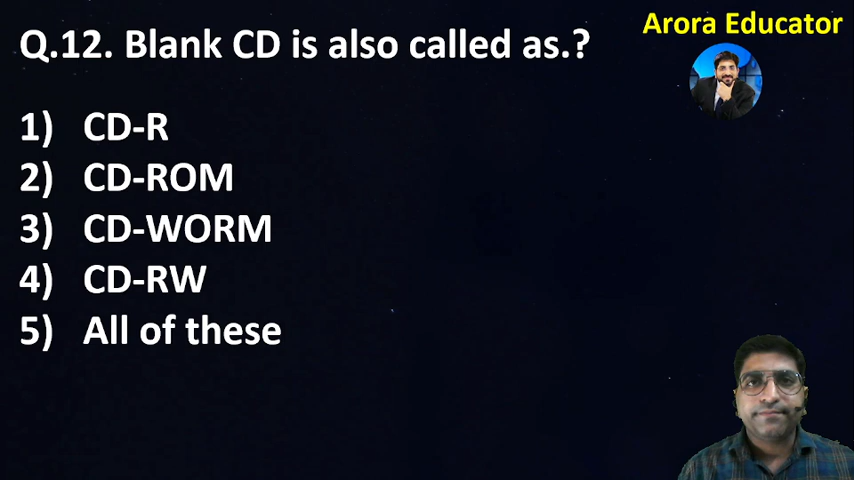 Q.12. Blank CD is also called as.?
Arora Educator
1) CD-R
2) CD-ROM
3) CD-WORM
4) CD-RW
5) All of these